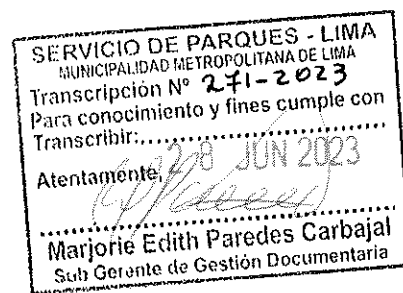 SERVICIO DE PARQUES - LIMA
MUNICIPALIDAD METROPOLITANA DE LIMA
Transcripción Nº 271-2023
Para conocimiento y fines cumple con
Transcribir:
28 JUN 2023
Atentamente,
Marjorie Edith Paredes Carbajal
Sub Gerente de Gestión Documentaria